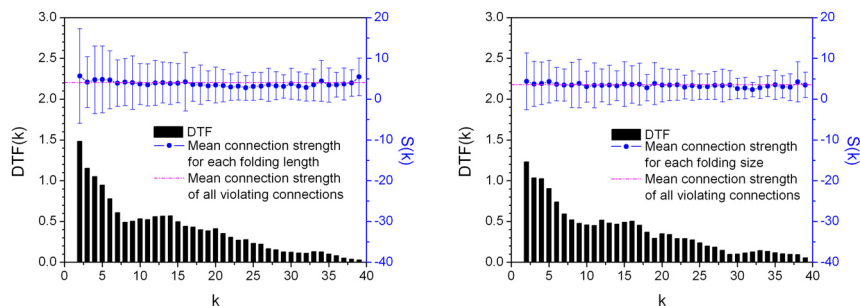 3.0
2.5
2.0
1.5
1.0
0.5
0.0
DTF(k)
20
10
0
-10
-20
-30
-40
S(k)
DTF
Mean connection strength
for each folding length
Mean connection strength
of all violating connections
0 5 10 15 20 25 30 35 40
k
3.0
2.5
2.0
1.5
1.0
0.5
0.0
DTF(k)
20
10
0
-10
-20
-30
-40
S(k)
DTF
Mean connection strength
for each folding size
Mean connection strength
of all violating connections
0 5 10 15 20 25 30 35 40
k